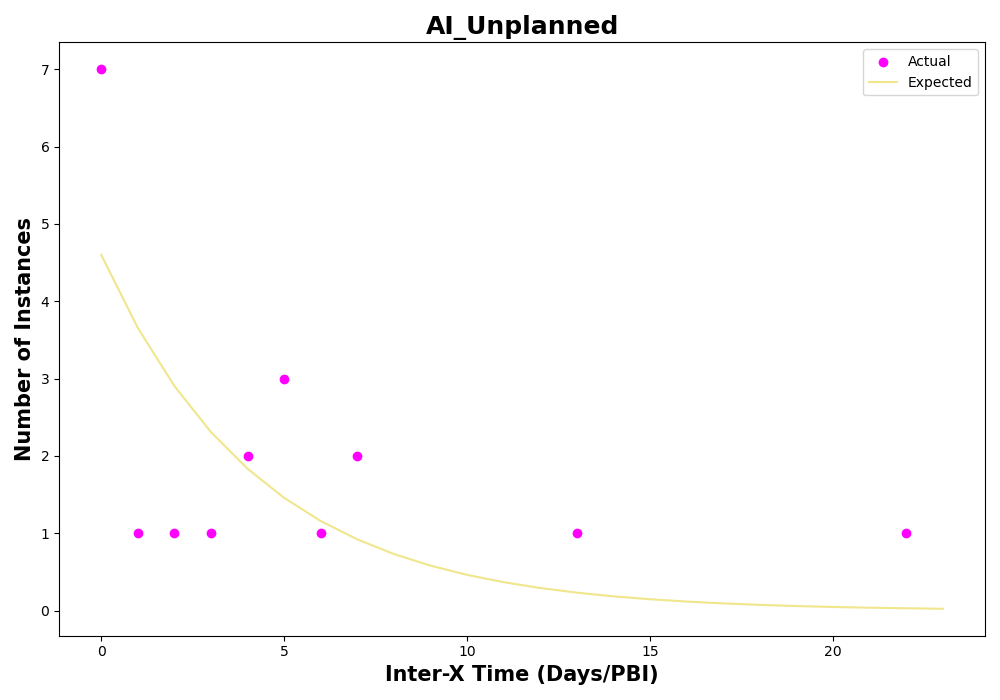 AI_Unplanned
Actual
Expected
7
6
5
4
3
2
1
0
Number of Instances
0 5 10 15 20
Inter-X Time (Days/PBI)